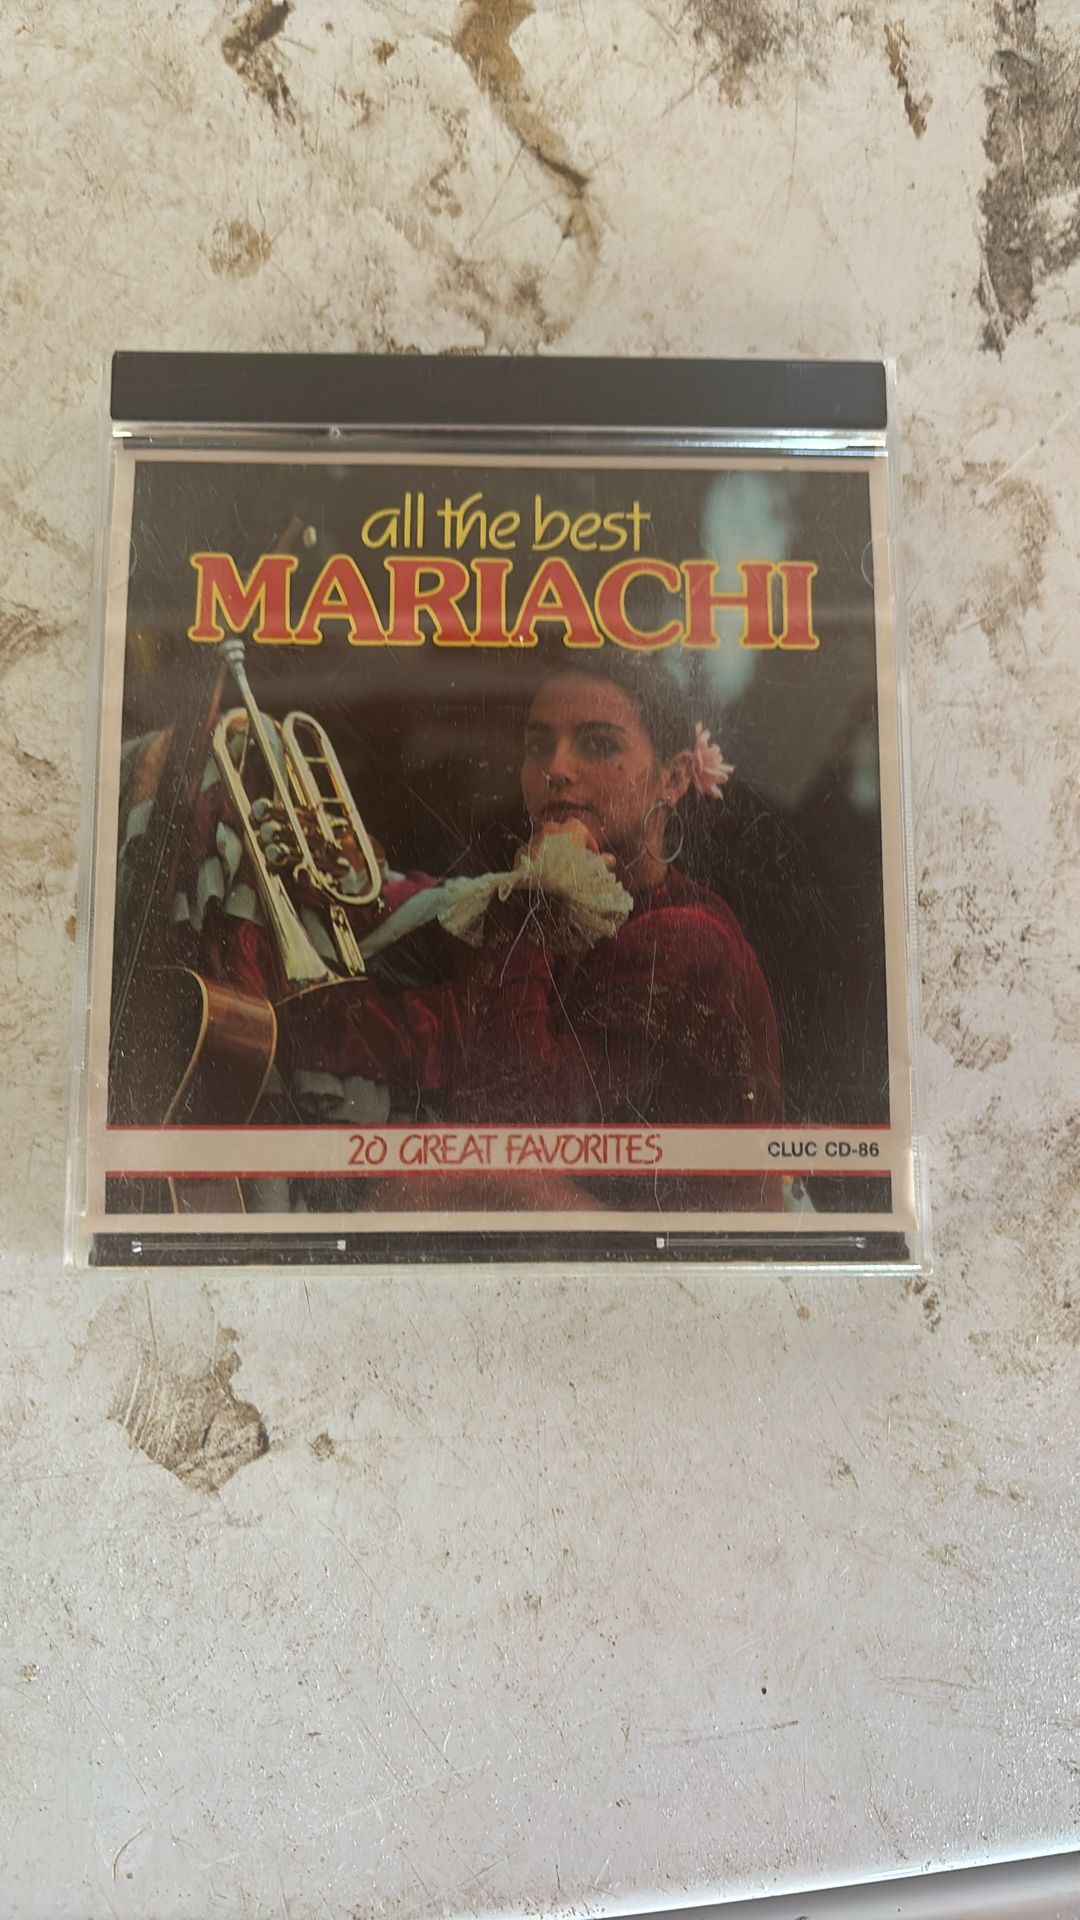 all the best
MARIACHI
20 GREAT FAVORITES
CLUC CD-86